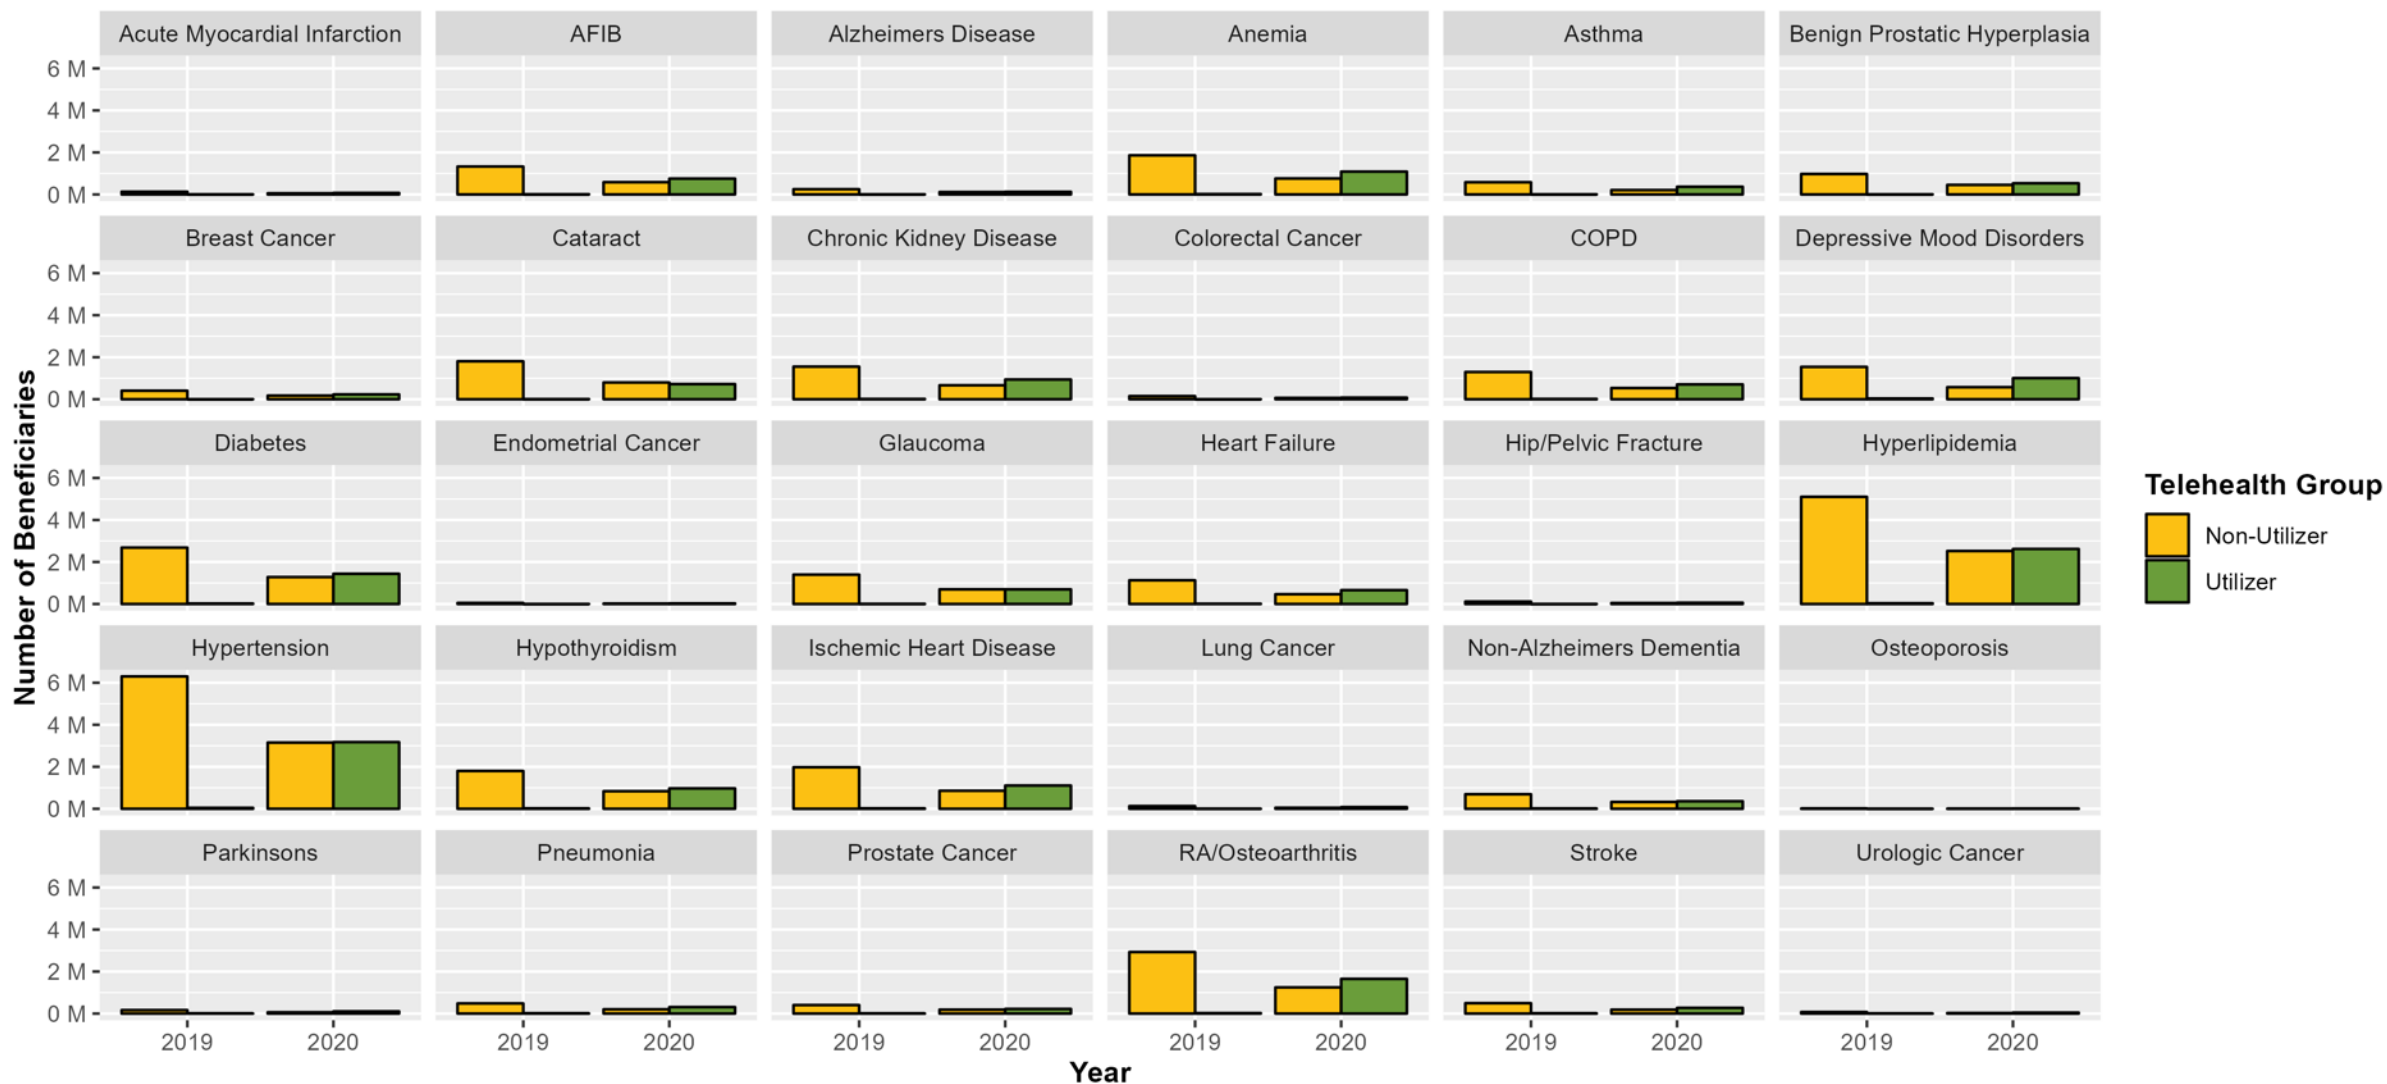 Acute Myocardial Infarction AFIB Alzheimers Disease Anemia Asthma Benign Prostatic Hyperplasia
6 M
4 M
2 M
0 M
Breast Cancer Cataract Chronic Kidney Disease Colorectal Cancer COPD Depressive Mood Disorders
6 M
4 M
2 M
0 M
Diabetes Endometrial Cancer Glaucoma Heart Failure Hip/Pelvic Fracture Hyperlipidemia
6 M
4 M
2 M
0 M
Hypertension Hypothyroidism Ischemic Heart Disease Lung Cancer Non-Alzheimers Dementia Osteoporosis
6 M
4 M
2 M
0 M
Parkinsons Pneumonia Prostate Cancer RA/Osteoarthritis Stroke Urologic Cancer
6 M
4 M
2 M
0 M
2019 2020 2019 2020 2019 2020 2019 2020 2019 2020 2019 2020
Year
Number of Beneficiaries
Telehealth Group
Non-Utilizer
Utilizer